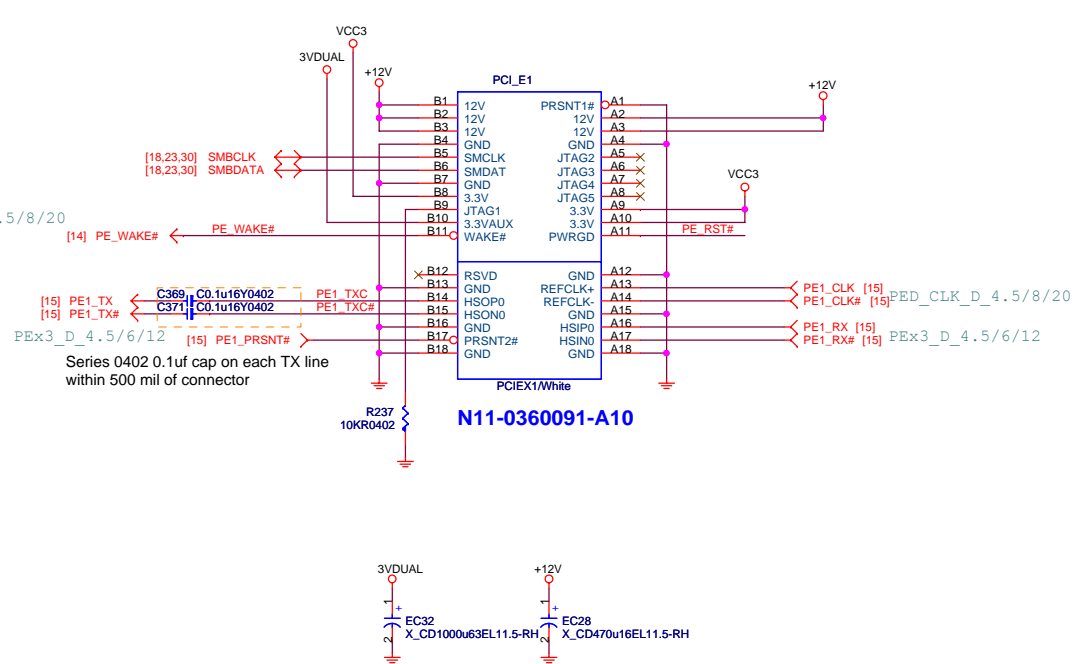 VCC3
3VDUAL
+12V
PCI_E1
+12V
B1 12V PRSNT1# A1
B2 12V 12V A2
B3 12V 12V A3
B4 GND GND A4
[18,23,30] SMBCLK B5 SMCLK JTAG2 A5
[18,23,30] SMBDATA B6 SMDAT JTAG3 A6
B7 GND JTAG4 A7
VCC3
B8 3.3V JTAG5 A8
B9 JTAG1 3.3V A9
.5/8/20
B10 3.3VAUX 3.3V A10
[14] PE_WAKE# PE_WAKE# B11 WAKE# PWRGD A11 PE_RST#
B12 RSVD GND A12
B13 GND REFCLK+ A13 PE1_CLK [15]
[15] PE1_TX C369 C0.1u16Y0402 PE1_TXC B14 HSOP0 REFCLK- A14 PE1_CLK# [15] PED_CLK_D_4.5/8/20
[15] PE1_TX# C371 C0.1u16Y0402 PE1_TXC# B15 HSON0 GND A15
B16 GND HSIP0 A16 PE1_RX [15]
PEx3_D_4.5/6/12 [15] PE1_PRSNT# B17 PRSNT2# HSIN0 A17 PE1_RX# [15] PEx3_D_4.5/6/12
B18 GND GND A18
Series 0402 0.1uf cap on each TX line
within 500 mil of connector
PCIEX1/White
N11-0360091-A10
R237
10KR0402
3VDUAL
+12V
1
1
+
+
EC32
EC28
X_CD1000u63EL11.5-RH
X_CD470u16EL11.5-RH
2
2